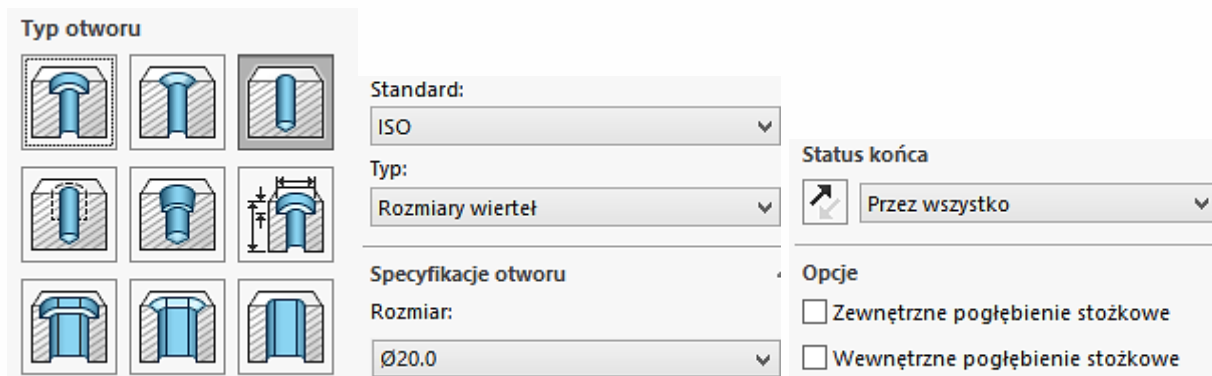 Typ otworu
Standard:
ISO
Typ:
Rozmiary wierteł
Specyfikacje otworu
Rozmiar:
Ø20.0
Status końca
Przez wszystko
Opcje
Zewnętrzne pogłębienie stożkowe
Wewnętrzne pogłębienie stożkowe